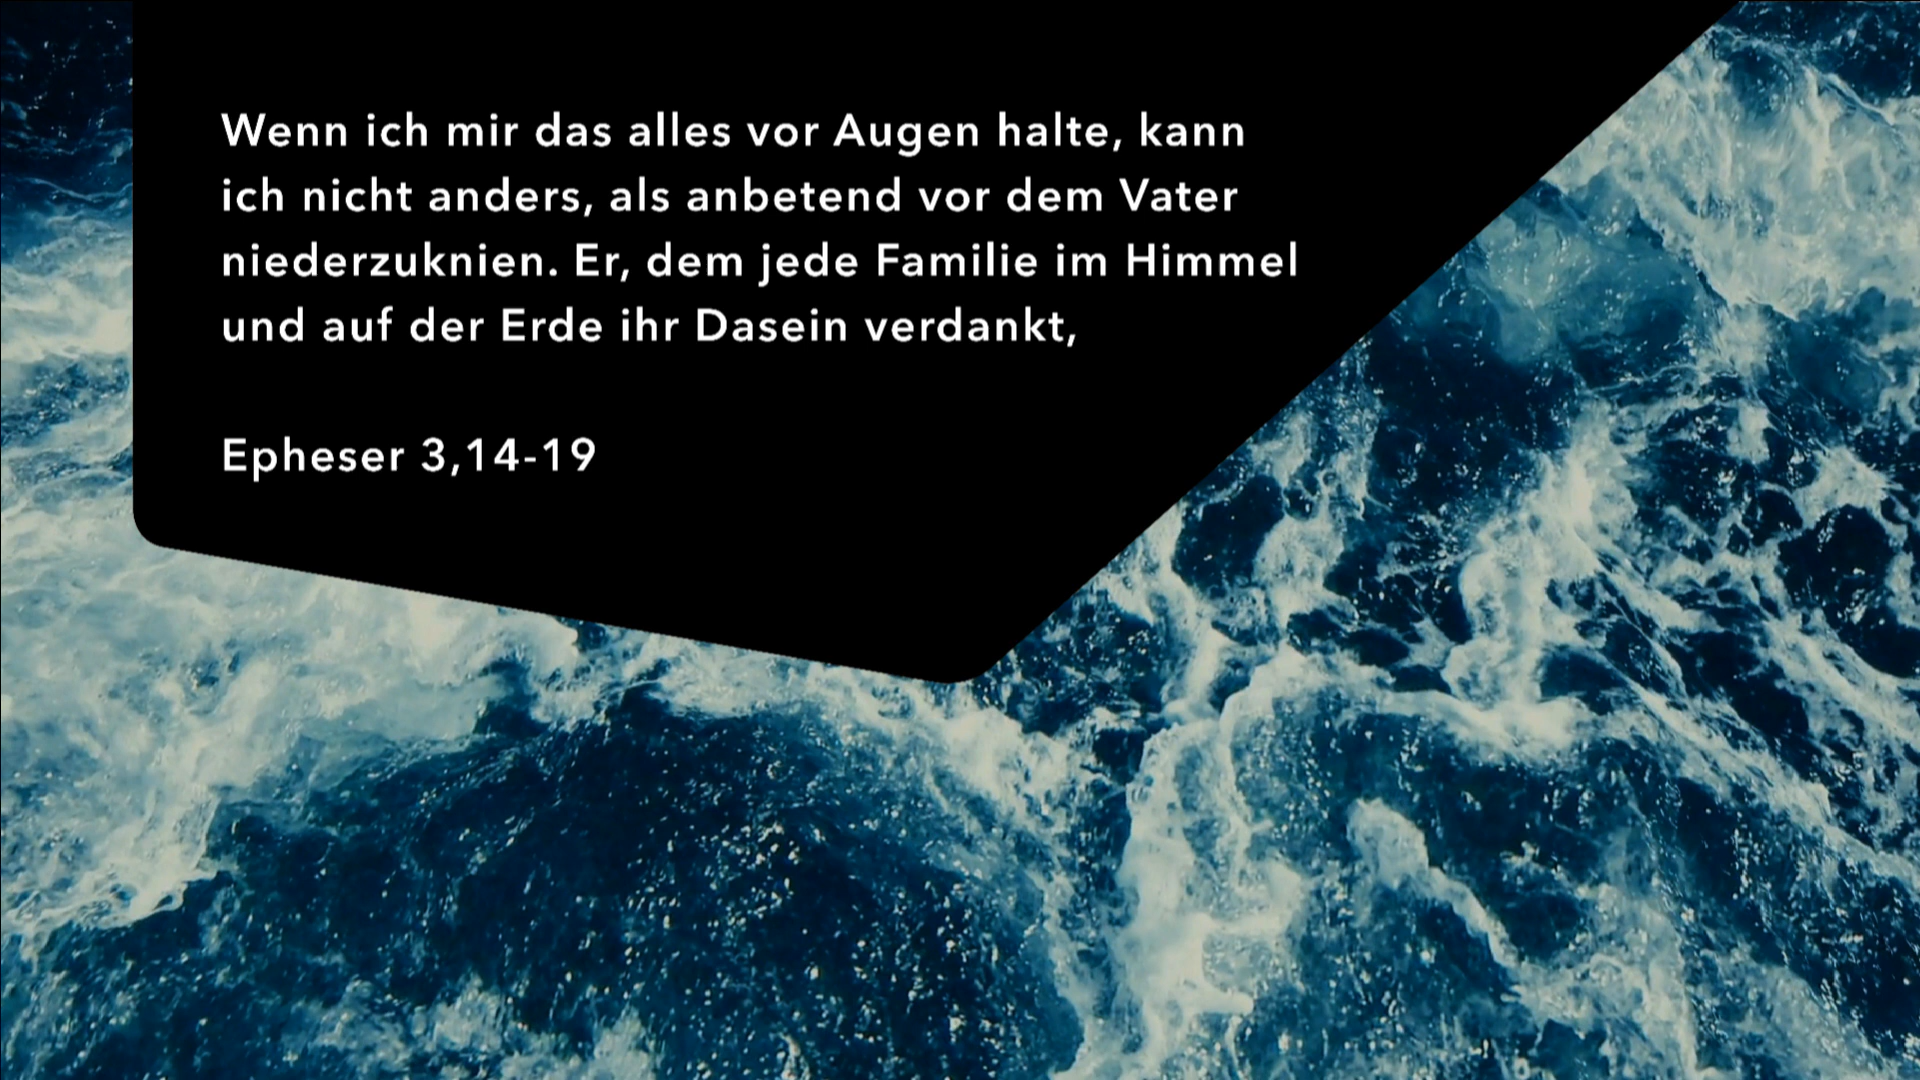 Wenn ich mir das alles vor Augen halte, kann
ich nicht anders, als anbetend vor dem Vater
niederzuknien. Er, dem jede Familie im Himmel
und auf der Erde ihr Dasein verdankt,
Epheser 3,14-19